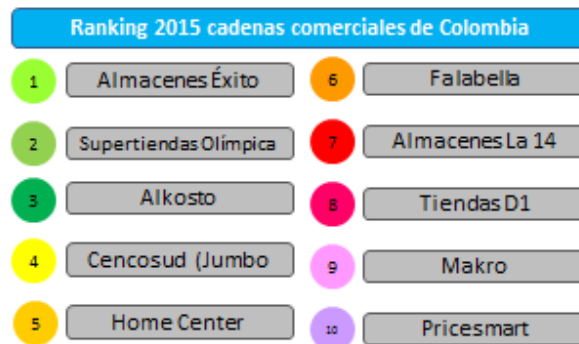 Ranking 2015 cadenas comerciales de Colombia
1 Almacenes Éxito
2 Supertiendas Olímpica
3 Alkosto
4 Cencosud (Jumbo
5 Home Center
6 Falabella
7 Almacenes La 14
8 Tiendas D1
9 Makro
10 Pricesmart